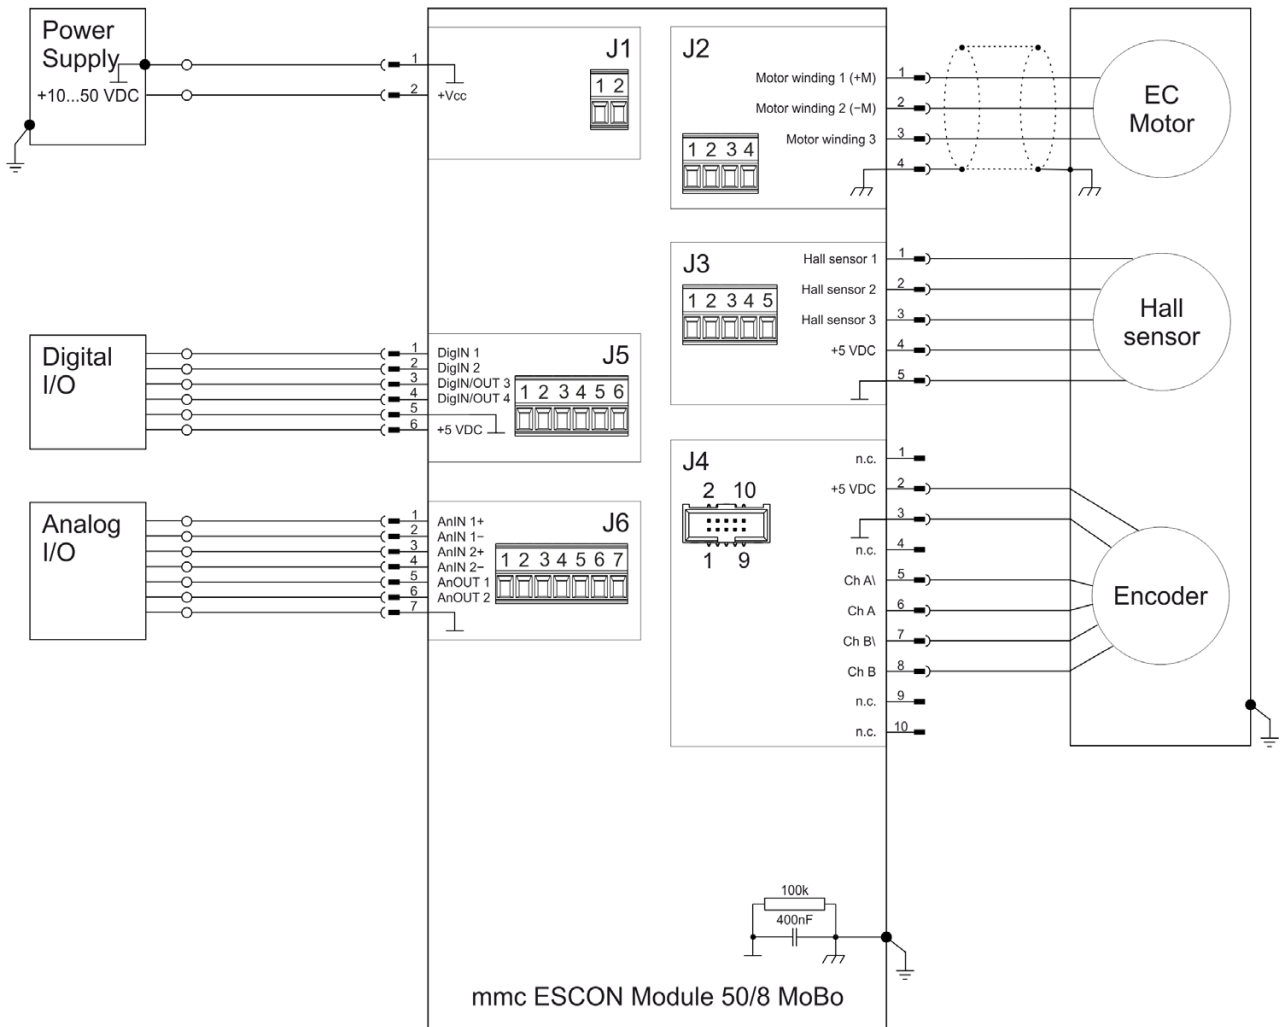 Power
Supply
+10...50 VDC
1
2
+Vcc
J1
1 2
J2
Motor winding 1 (+M)
1
Motor winding 2 (−M)
2
Motor winding 3
3
4
1 2 3 4
EC
Motor
J3
Hall sensor 1
1
Hall sensor 2
2
Hall sensor 3
3
+5 VDC
4
5
1 2 3 4 5
Hall
sensor
Digital
I/O
1
DigIN 1
2
DigIN 2
3
DigIN/OUT 3
4
DigIN/OUT 4
5
6
+5 VDC
J5
1 2 3 4 5 6
J4
2 10
1 9
n.c.
1
+5 VDC
2
3
n.c.
4
Ch A\
5
Ch A
6
Ch B\
7
Ch B
8
n.c.
9
n.c.
10
Encoder
Analog
I/O
1
AnIN 1+
2
AnIN 1−
3
AnIN 2+
4
AnIN 2−
5
AnOUT 1
6
AnOUT 2
7
J6
1 2 3 4 5 6 7
100k
400nF
mmc ESCON Module 50/8 MoBo